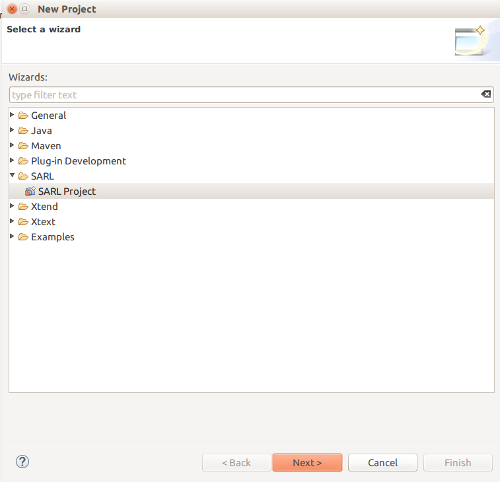 New Project
Select a wizard
Wizards:
type filter text
General
Java
Maven
Plug-in Development
SARL
SARL Project
Xtend
Xtext
Examples
?
< Back
Next >
Cancel
Finish